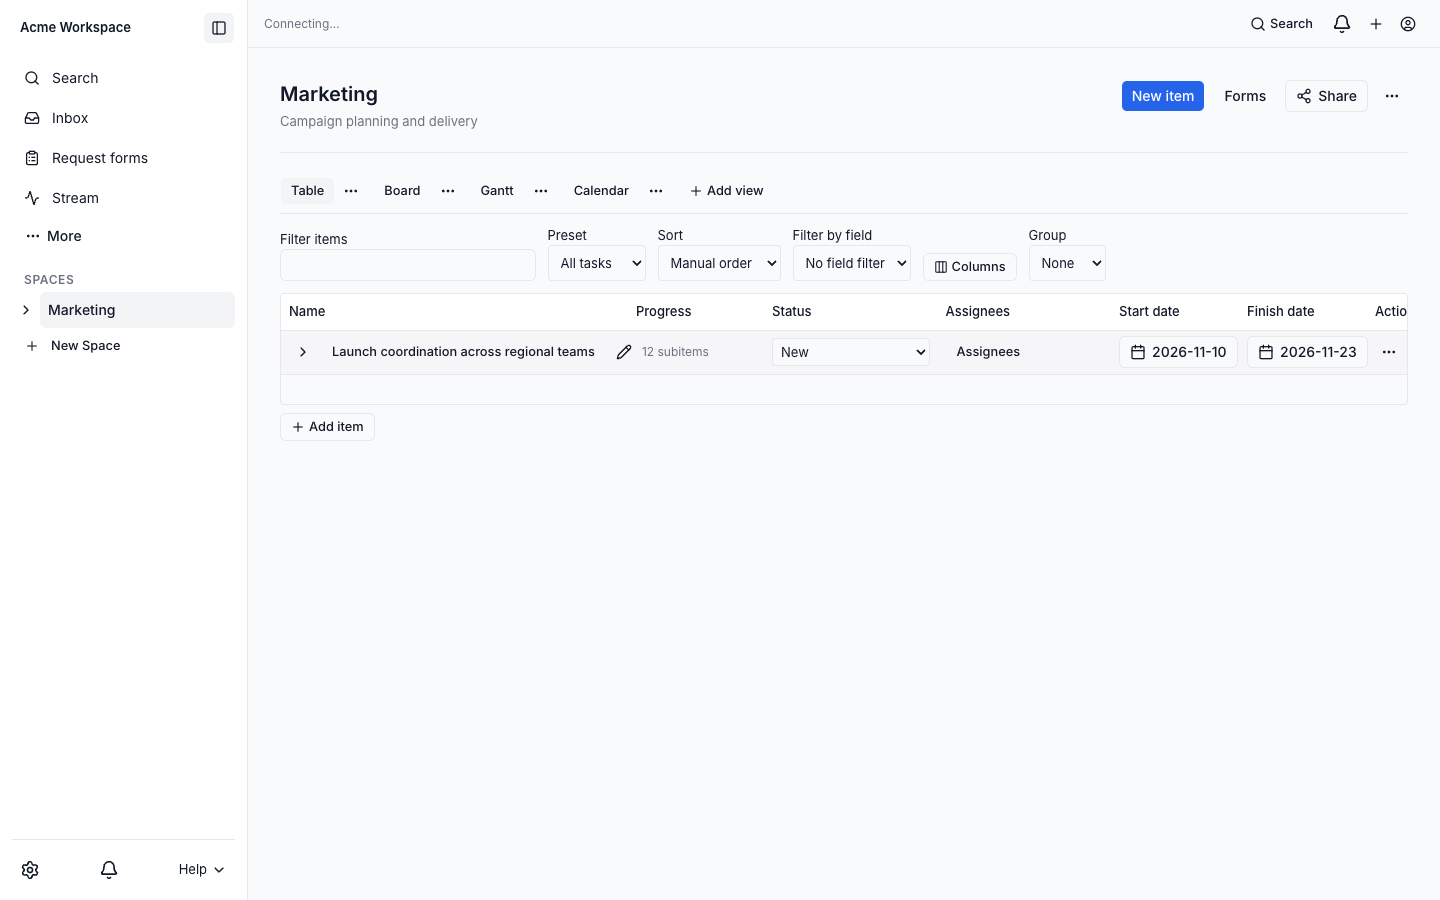 Acme Workspace
Connecting...
Search
Search
Inbox
Request forms
Stream
More
SPACES
Marketing
New Space
Help
Marketing
Campaign planning and delivery
New item
Forms
Share
Table
Board
Gantt
Calendar
Add view
Filter items
Preset
All tasks
Sort
Manual order
Filter by field
No field filter
Columns
Group
None
Name Progress Status Assignees Start date Finish date Actio
Launch coordination across regional teams 12 subitems New Assignees 2026-11-10 2026-11-23
Add item